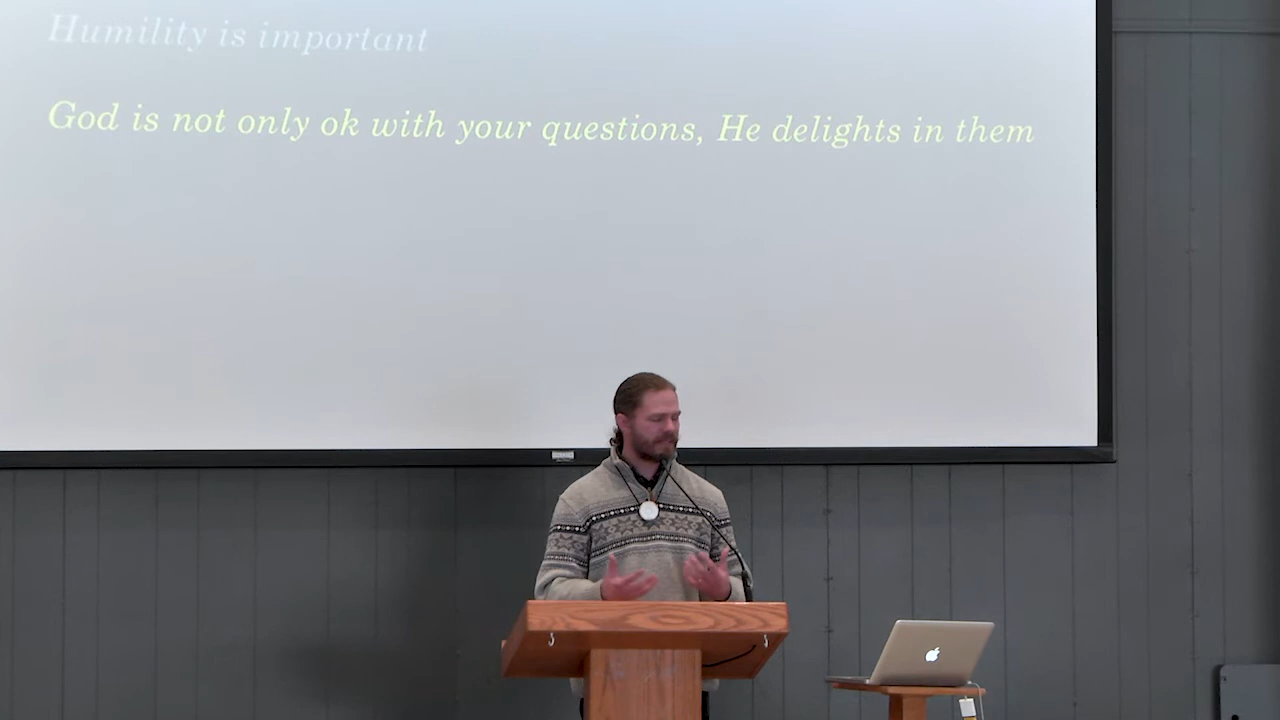 Humility is important
God is not only ok with your questions, He delights in them